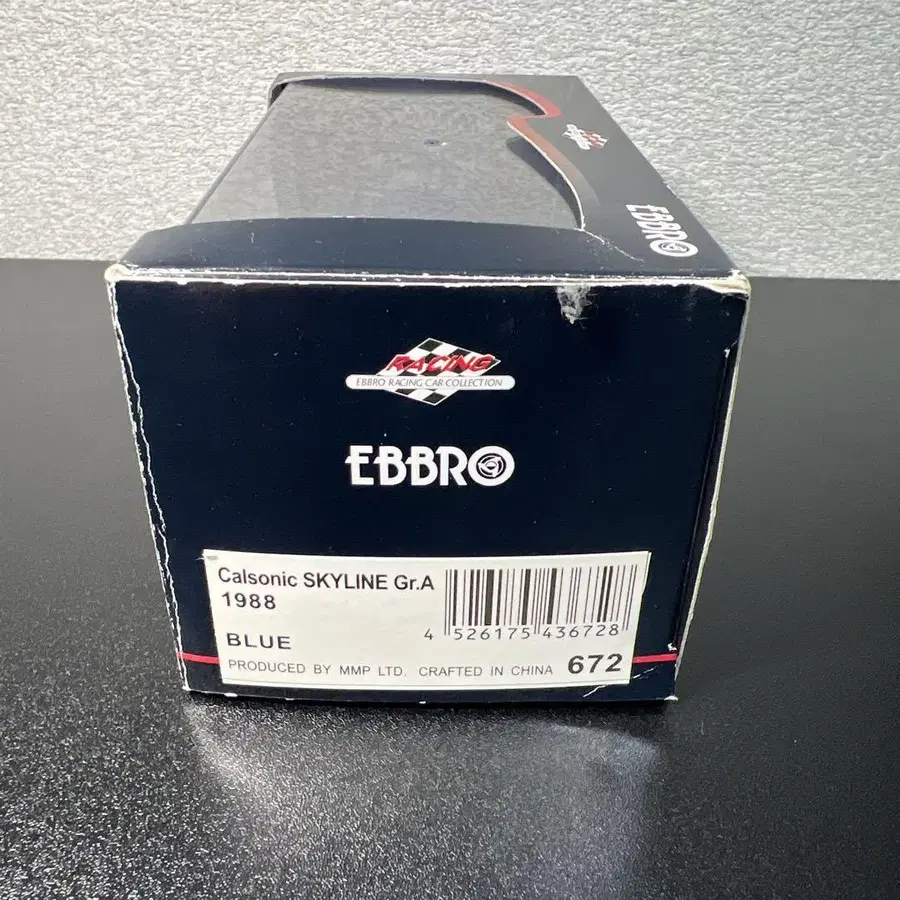 EBBRO
RACING
EBBRO RACING CAR COLLECTION
EBBRO
Calsonic SKYLINE Gr.A
1988
4 526175 436728
BLUE
PRODUCED BY MMP LTD. CRAFTED IN CHINA 672